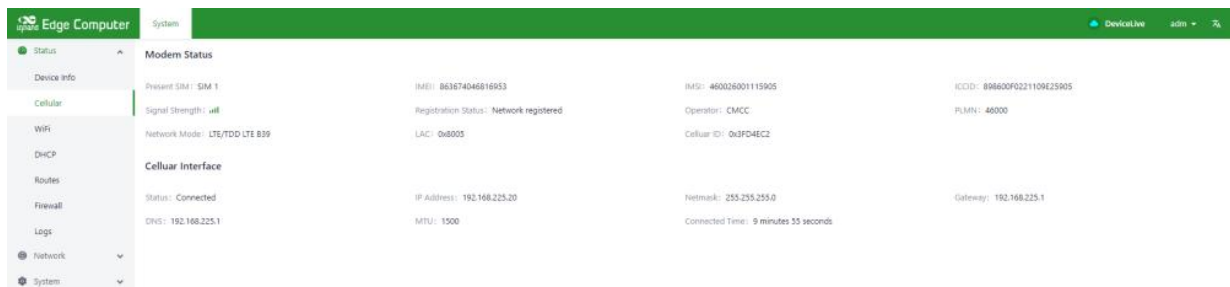 inhand Edge Computer
System
DeviceLive
adm
Status
Device Info
Cellular
WiFi
DHCP
Routes
Firewall
Logs
Network
System
Modem Status
Present SIM: SIM 1
IMEI: 863674046816953
IMSI: 460026001115905
ICCID: 898600F0221109E25905
Signal Strength:
Registration Status: Network registered
Operator: CMCC
PLMN: 46000
Network Mode: LTE/TDD LTE B39
LAC: 0x8005
Celluar ID: 0x3FD4EC2
Celluar Interface
Status: Connected
IP Address: 192.168.225.20
Netmask: 255.255.255.0
Gateway: 192.168.225.1
DNS: 192.168.225.1
MTU: 1500
Connected Time: 9 minutes 55 seconds